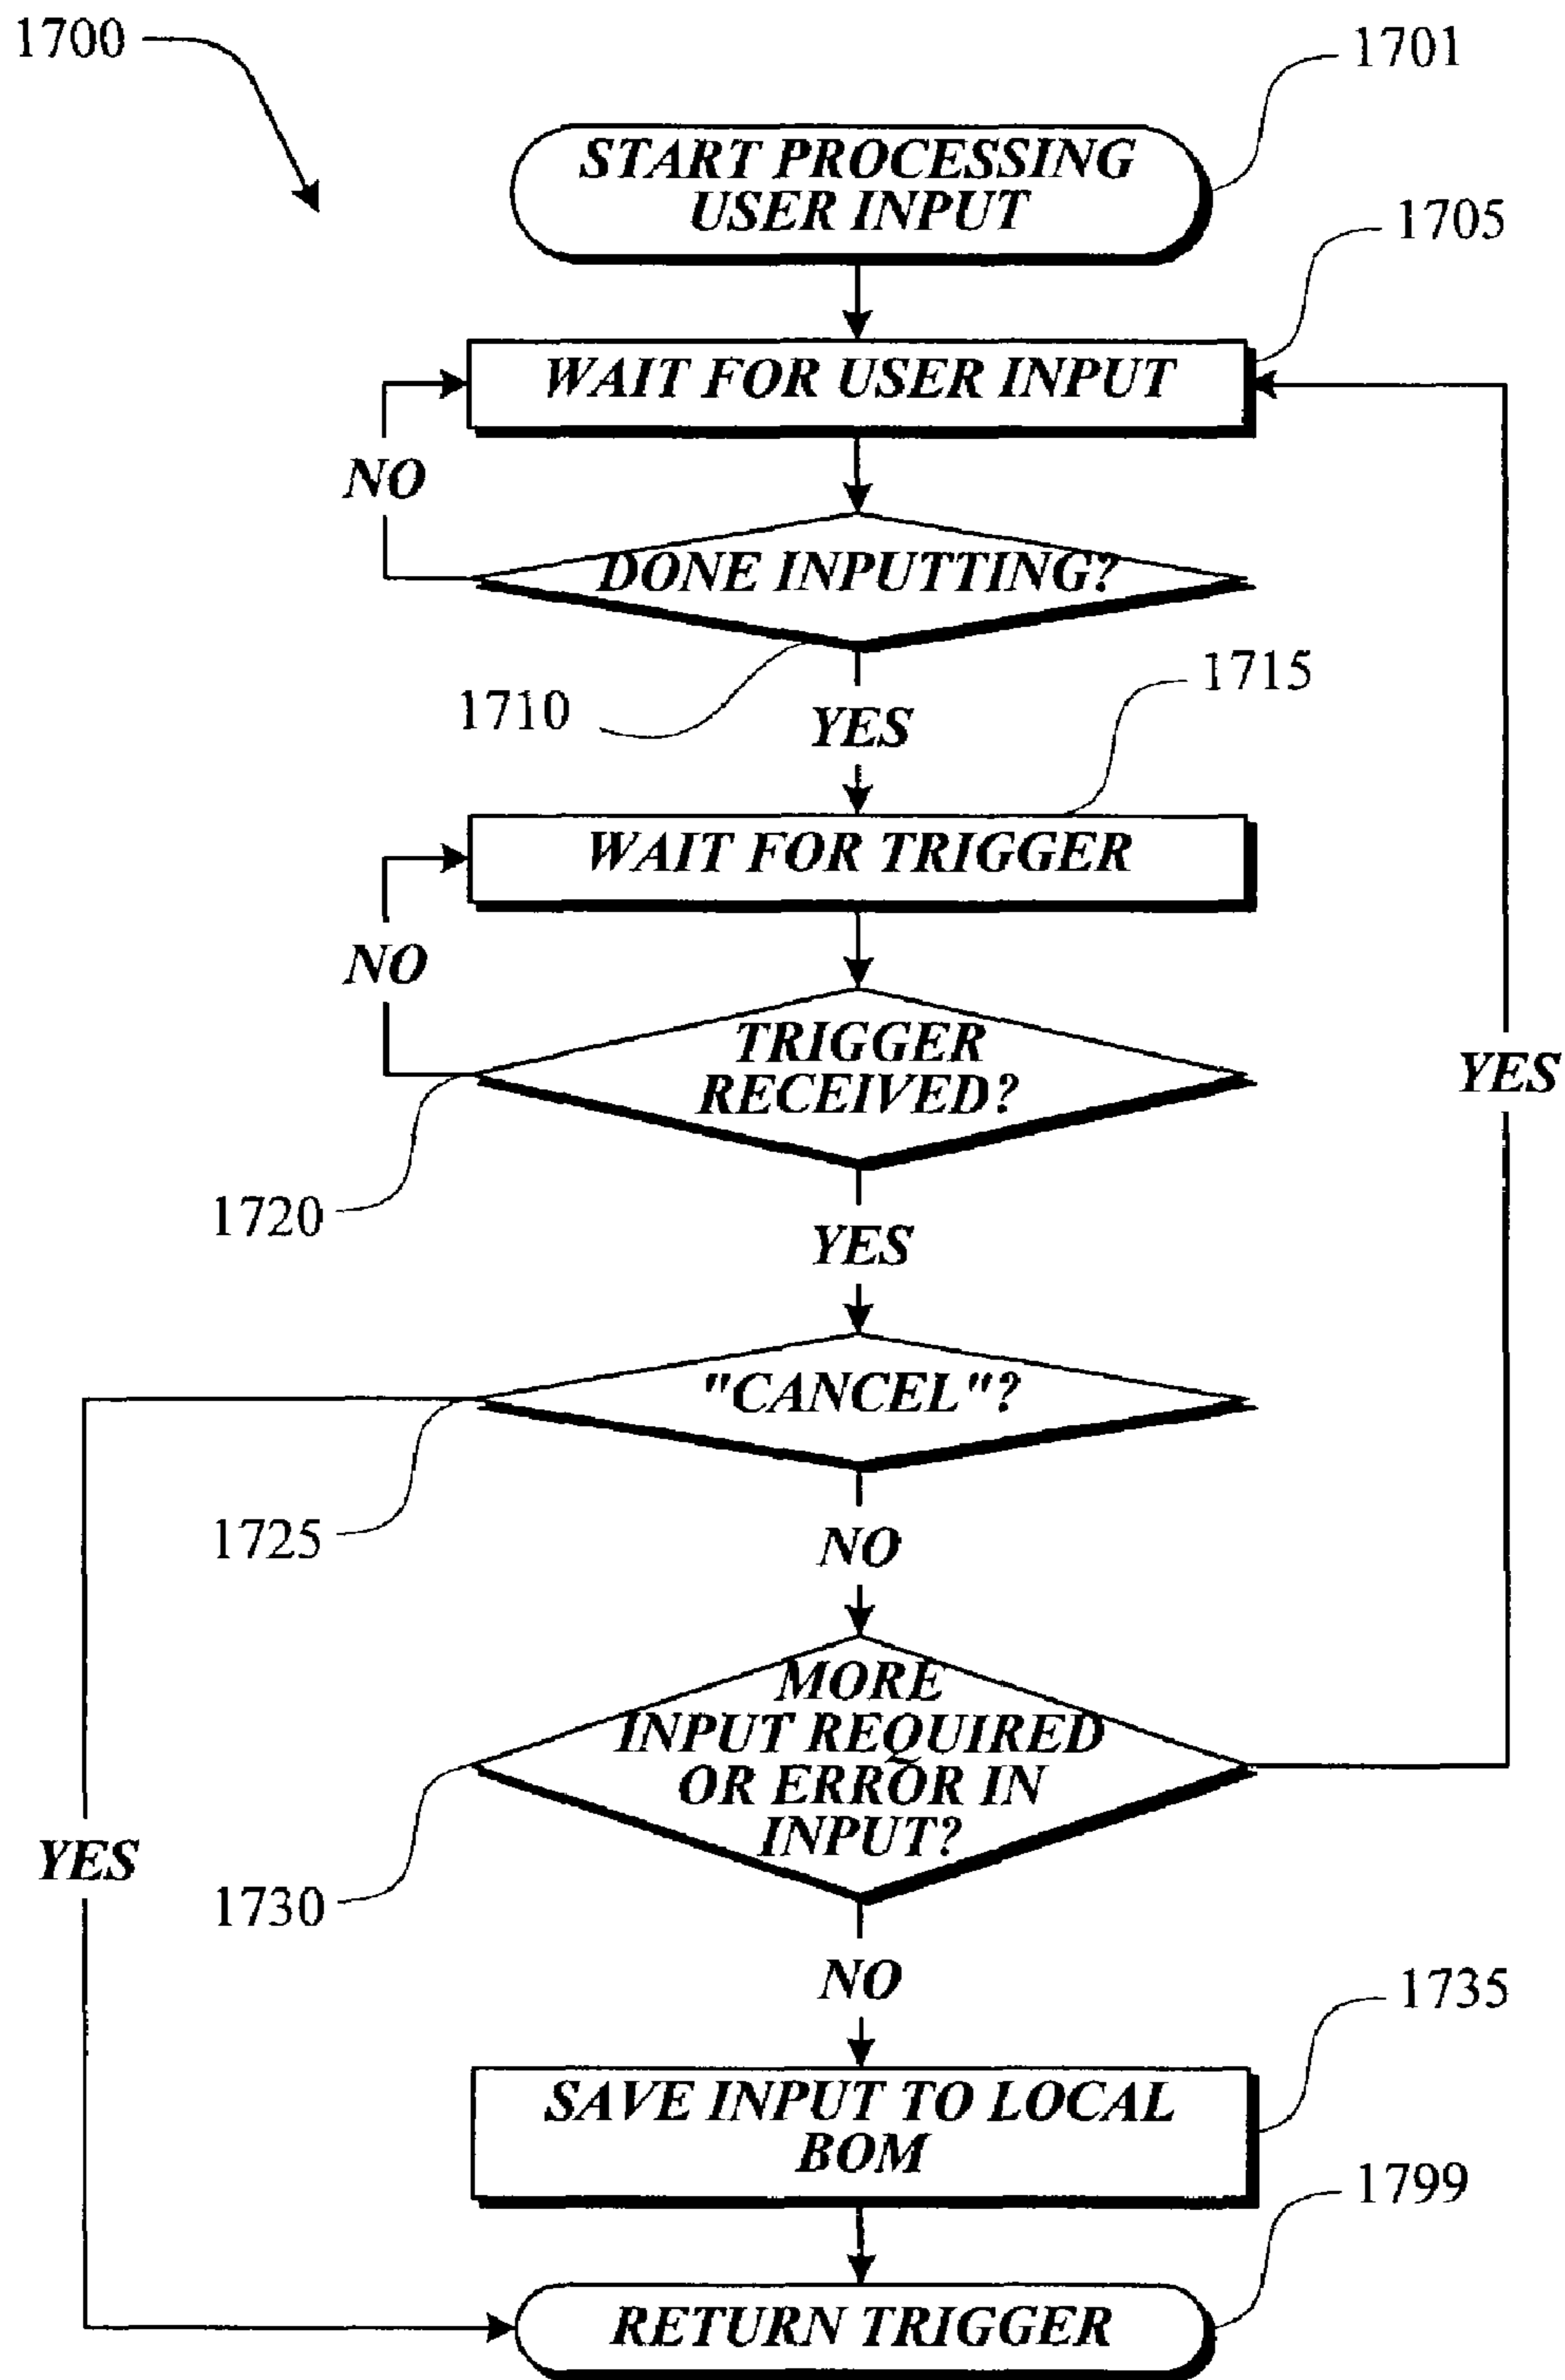 1700
1701
START PROCESSING
USER INPUT
1705
WAIT FOR USER INPUT
NO
DONE INPUTTING?
1710
1715
YES
WAIT FOR TRIGGER
NO
TRIGGER
RECEIVED?
YES
1720
YES
"CANCEL"?
1725
NO
MORE
INPUT REQUIRED
OR ERROR IN
INPUT?
YES
1730
NO
1735
SAVE INPUT TO LOCAL
BOM
1799
RETURN TRIGGER